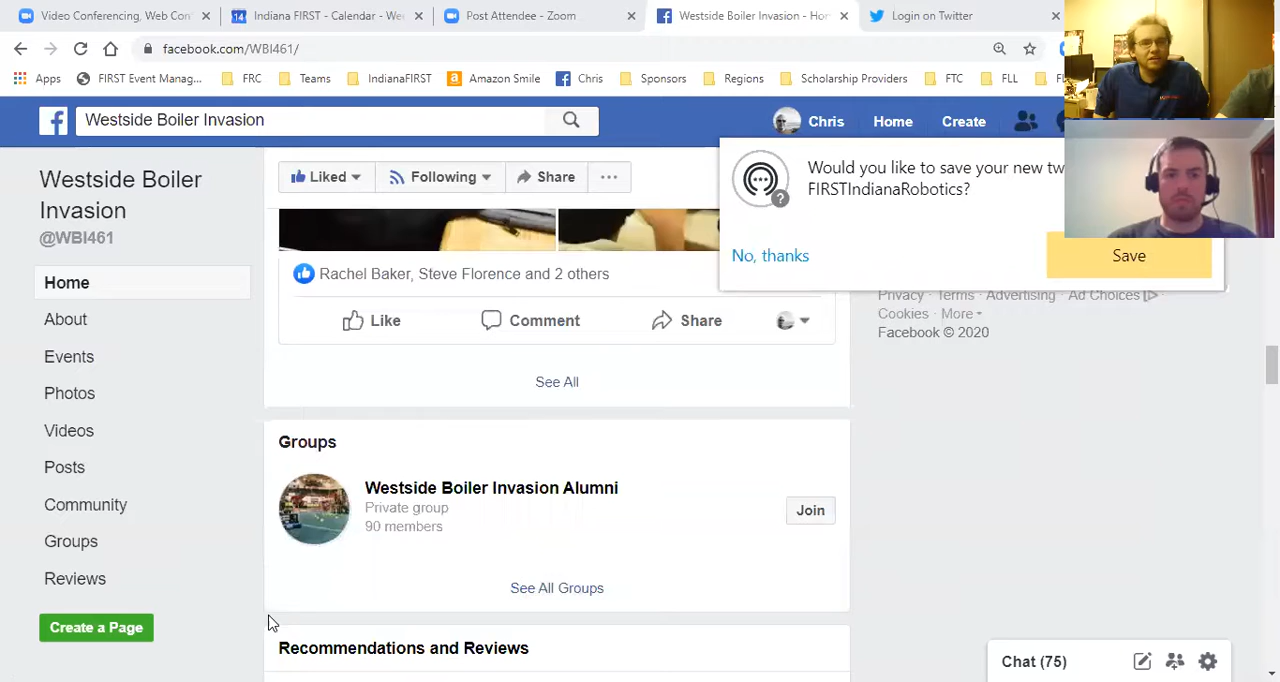 Video Conferencing, Web Con
Indiana FIRST - Calendar - We
Post Attendee - Zoom
Westside Boiler Invasion - Ho
Login on Twitter
facebook.com/WBI461/
Apps
FIRST Event Manag...
FRC
Teams
IndianaFIRST
Amazon Smile
Chris
Sponsors
Regions
Scholarship Providers
FTC
FLL
Westside Boiler Invasion
Chris
Home
Create
Westside Boiler
Invasion
@WBI461
Home
About
Events
Photos
Videos
Posts
Community
Groups
Reviews
Create a Page
Liked
Following
Share
Rachel Baker, Steve Florence and 2 others
Like
Comment
Share
See All
Groups
Westside Boiler Invasion Alumni
Private group
90 members
Join
See All Groups
Recommendations and Reviews
Would you like to save your new tw
FIRSTIndianaRobotics?
No, thanks
Save
Privacy · Terms · Advertising · Ad Choices
Cookies · More
Facebook © 2020
Chat (75)